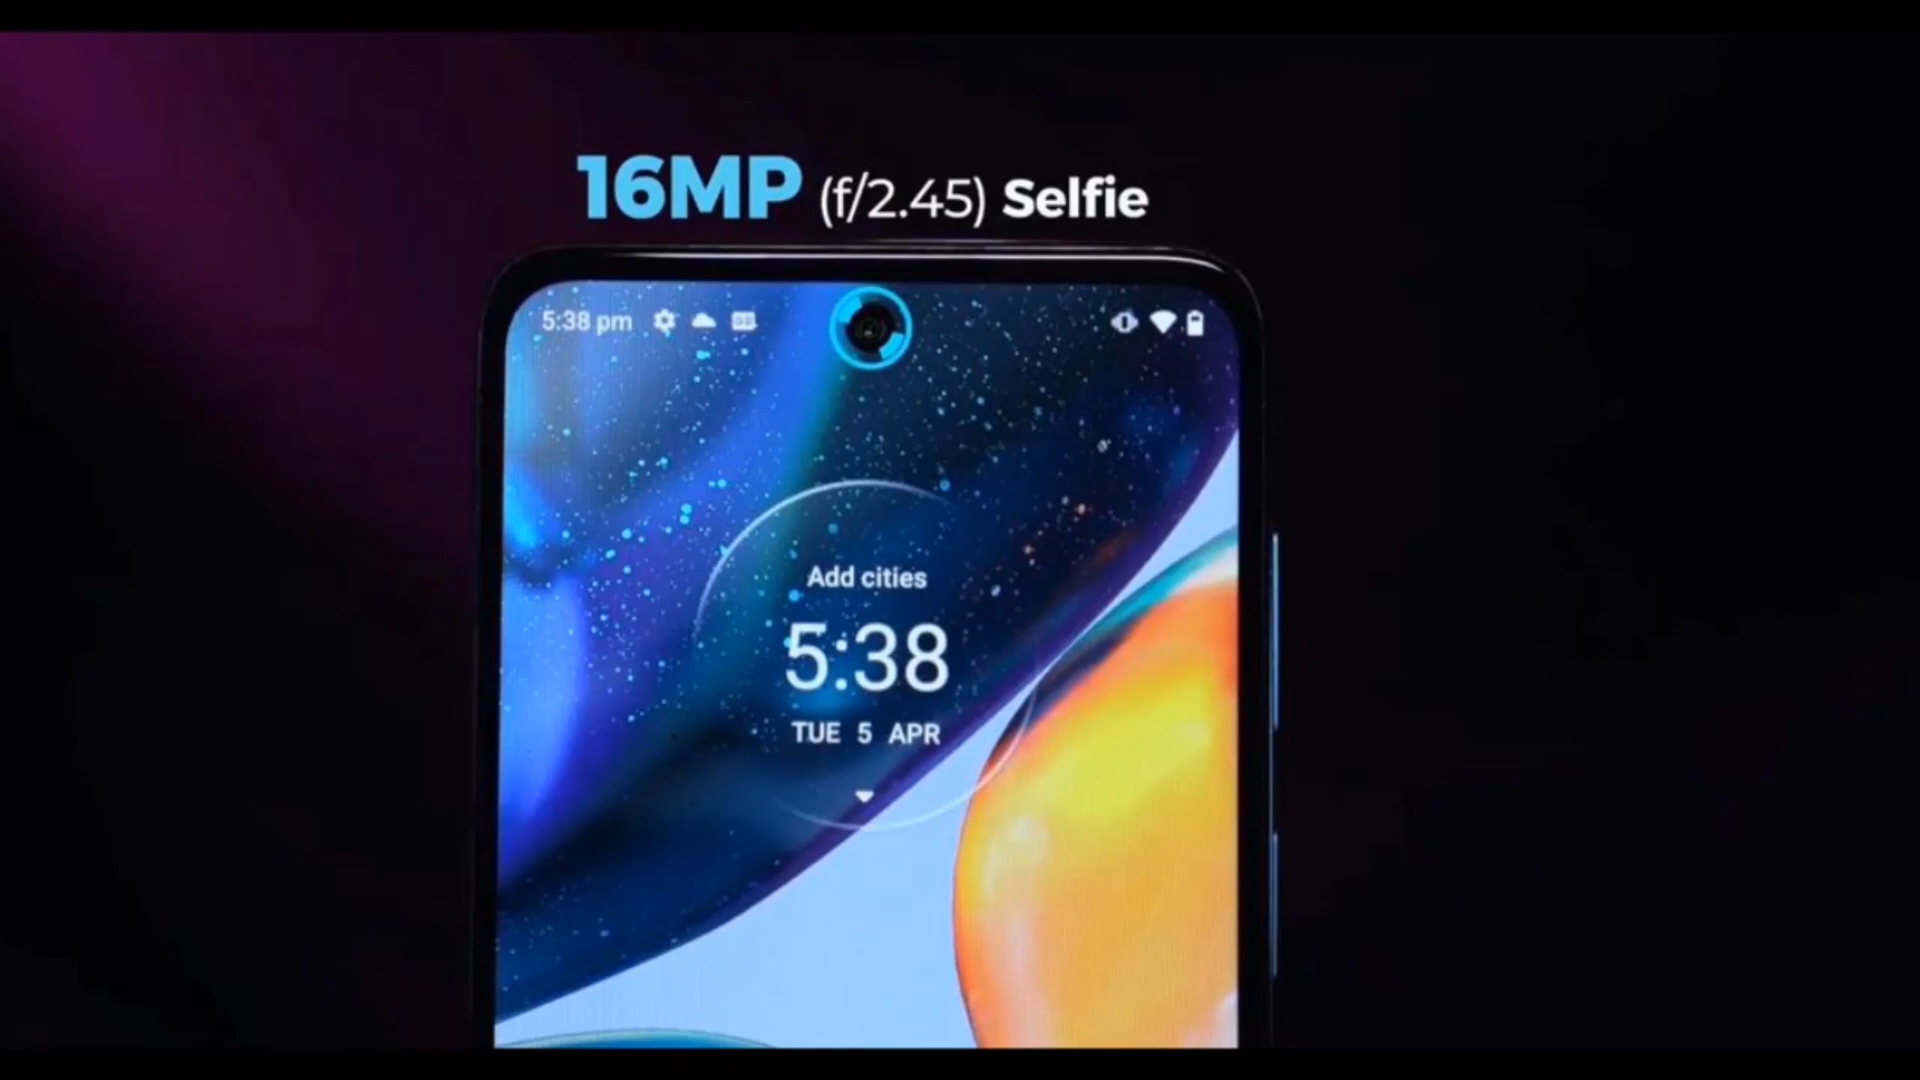 16MP (f/2.45) Selfie
5:38 pm
Add cities
5:38
TUE 5 APR